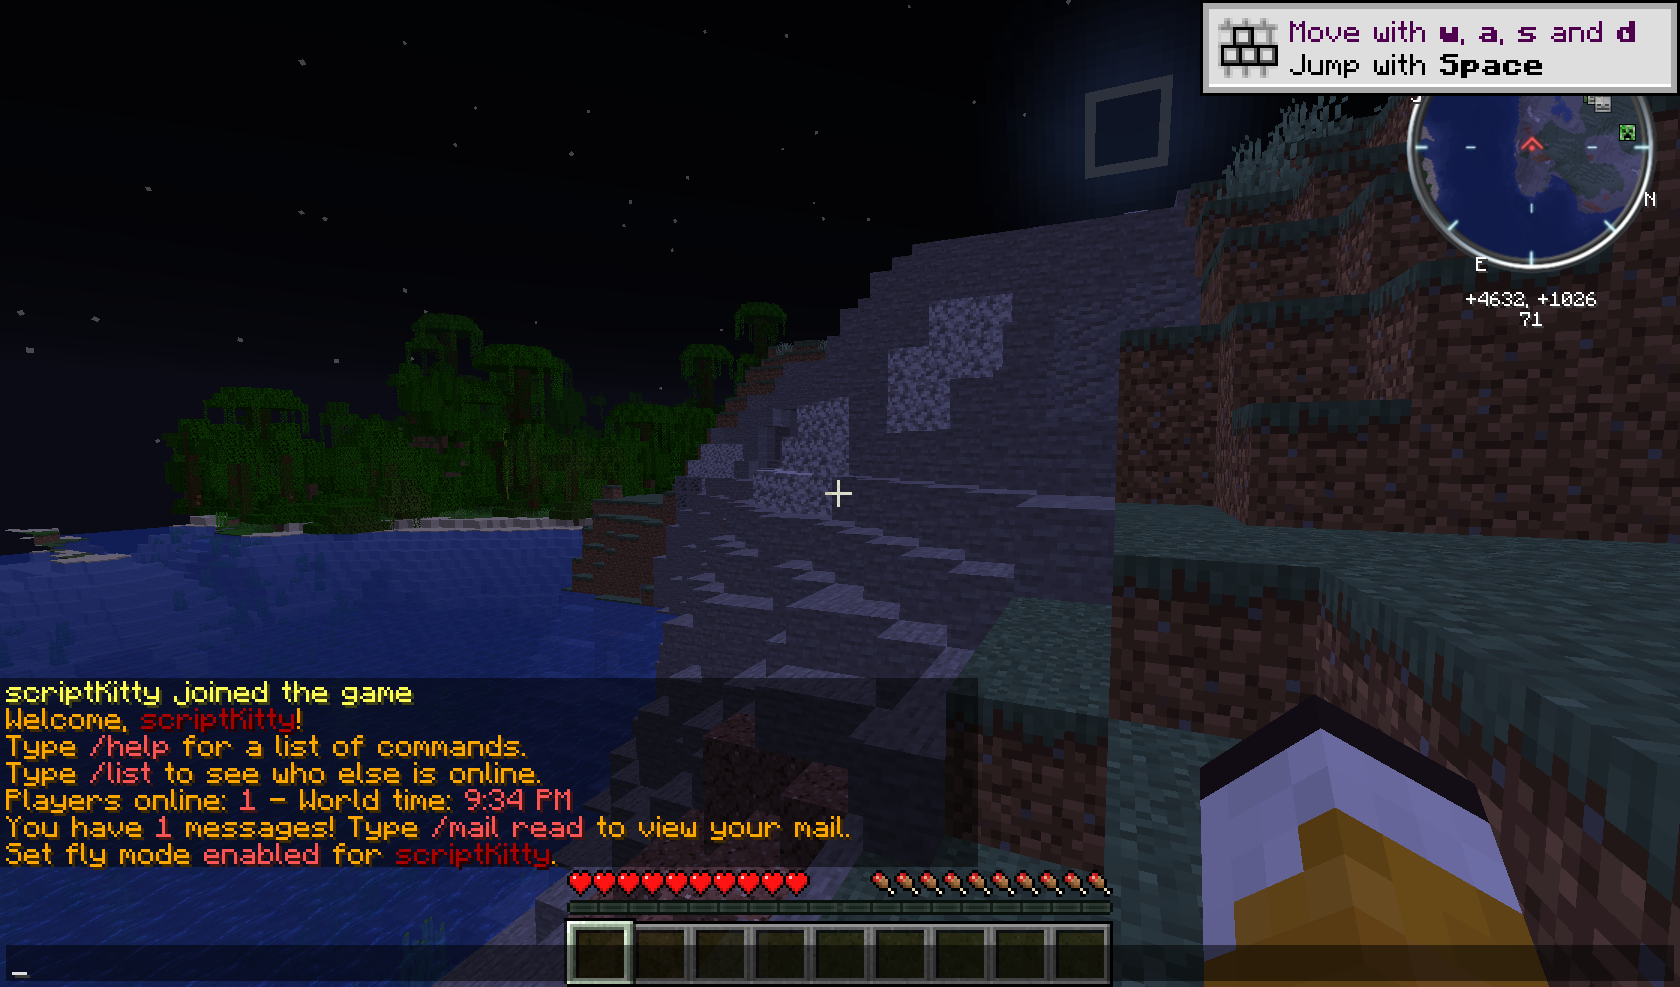 Move with w, a, s and d
Jump with Space
N
E
+4632, +1026
71
scriptKitty joined the game
Welcome, scriptKitty!
Type /help for a list of commands.
Type /list to see who else is online.
Players online: 1 - World time: 9:34 PM
You have 1 messages! Type /mail read to view your mail.
Set fly mode enabled for scriptKitty.
_